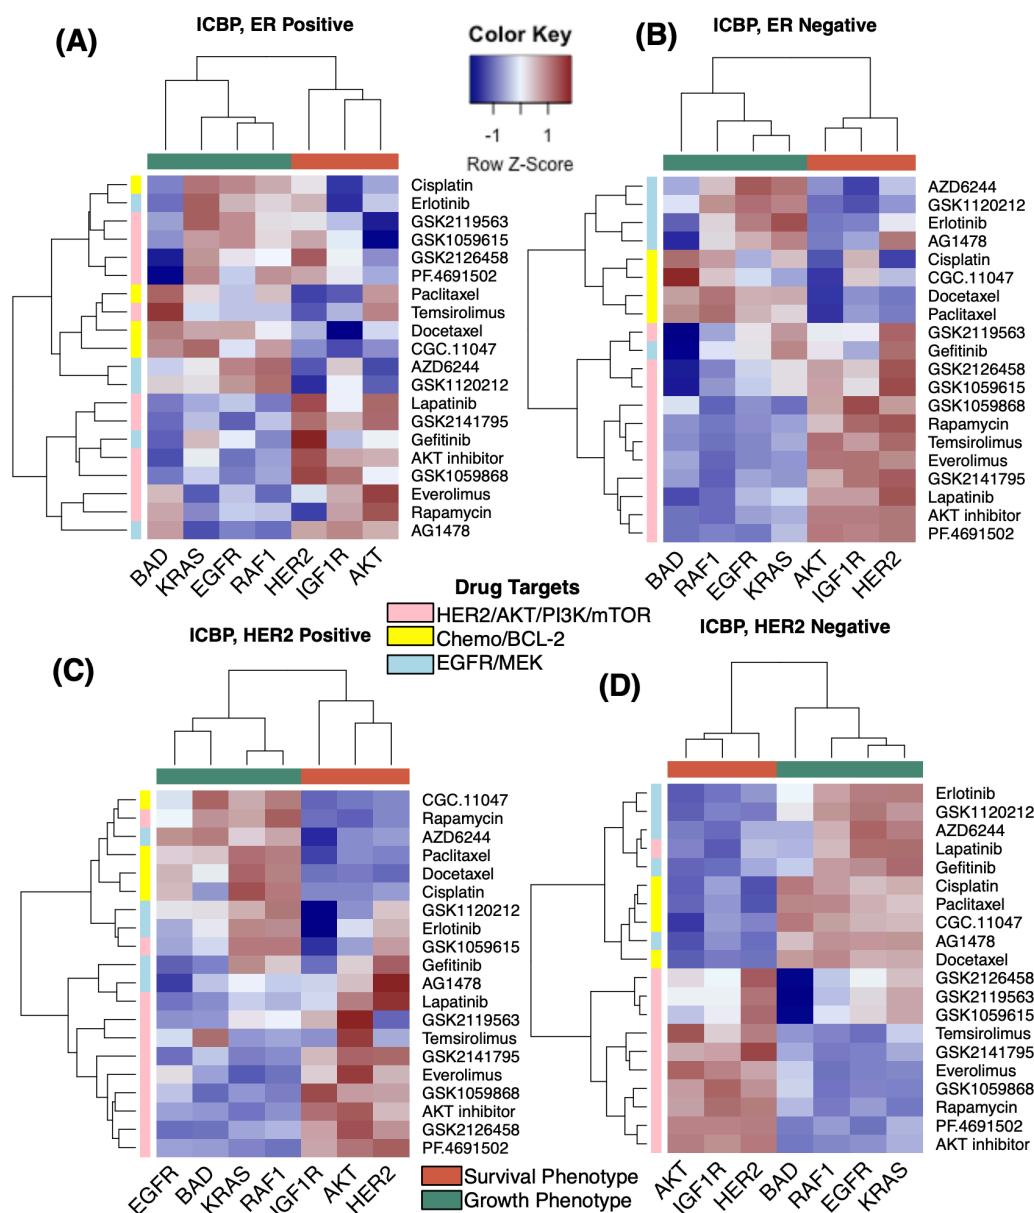 (A)
ICBP, ER Positive
Cisplatin
Erlotinib
GSK2119563
GSK1059615
GSK2126458
PF.4691502
Paclitaxel
Temsirolimus
Docetaxel
CGC.11047
AZD6244
GSK1120212
Lapatinib
GSK2141795
Gefitinib
AKT inhibitor
GSK1059868
Everolimus
Rapamycin
AG1478
BAD KRAS EGFR RAF1 HER2 IGF1R AKT
Color Key
-1 1
Row Z-Score
(B)
ICBP, ER Negative
AZD6244
GSK1120212
Erlotinib
AG1478
Cisplatin
CGC.11047
Docetaxel
Paclitaxel
GSK2119563
Gefitinib
GSK2126458
GSK1059615
GSK1059868
Rapamycin
Temsirolimus
Everolimus
GSK2141795
Lapatinib
AKT inhibitor
PF.4691502
BAD RAF1 EGFR KRAS AKT IGF1R HER2
Drug Targets
HER2/AKT/PI3K/mTOR
Chemo/BCL-2
EGFR/MEK
(C)
ICBP, HER2 Positive
CGC.11047
Rapamycin
AZD6244
Paclitaxel
Docetaxel
Cisplatin
GSK1120212
Erlotinib
GSK1059615
Gefitinib
AG1478
Lapatinib
GSK2119563
Temsirolimus
GSK2141795
Everolimus
GSK1059868
AKT inhibitor
GSK2126458
PF.4691502
EGFR BAD KRAS RAF1 IGF1R AKT HER2
(D)
ICBP, HER2 Negative
Erlotinib
GSK1120212
AZD6244
Lapatinib
Gefitinib
Cisplatin
Paclitaxel
CGC.11047
AG1478
Docetaxel
GSK2126458
GSK2119563
GSK1059615
Temsirolimus
GSK2141795
Everolimus
GSK1059868
Rapamycin
PF.4691502
AKT inhibitor
AKT IGF1R HER2 BAD RAF1 EGFR KRAS
Survival Phenotype
Growth Phenotype